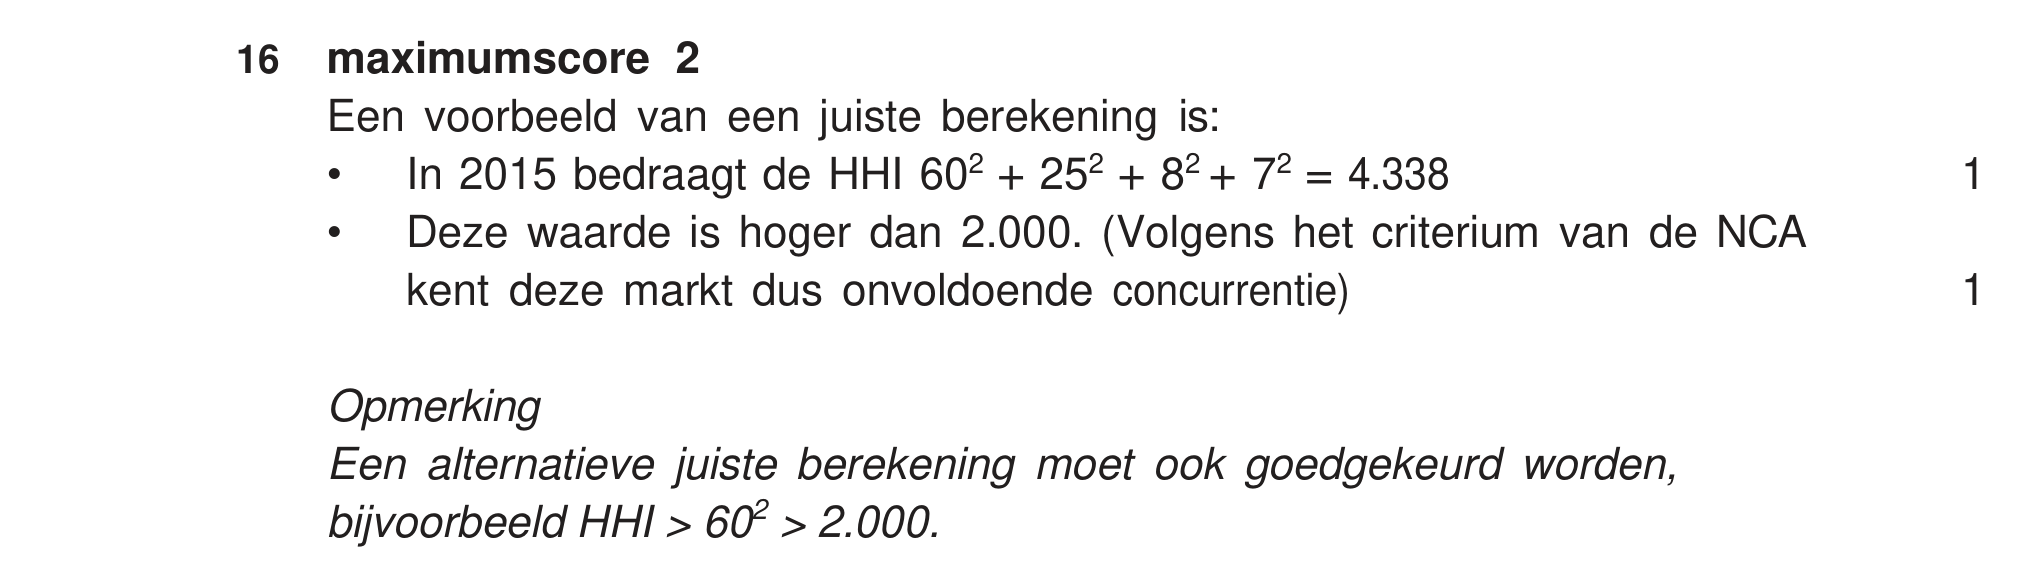 16 maximumscore 2
Een voorbeeld van een juiste berekening is:
• In 2015 bedraagt de HHI 60² + 25² + 8² + 7² = 4.338 1
• Deze waarde is hoger dan 2.000. (Volgens het criterium van de NCA
kent deze markt dus onvoldoende concurrentie) 1
Opmerking
Een alternatieve juiste berekening moet ook goedgekeurd worden,
bijvoorbeeld HHI > 60² > 2.000.